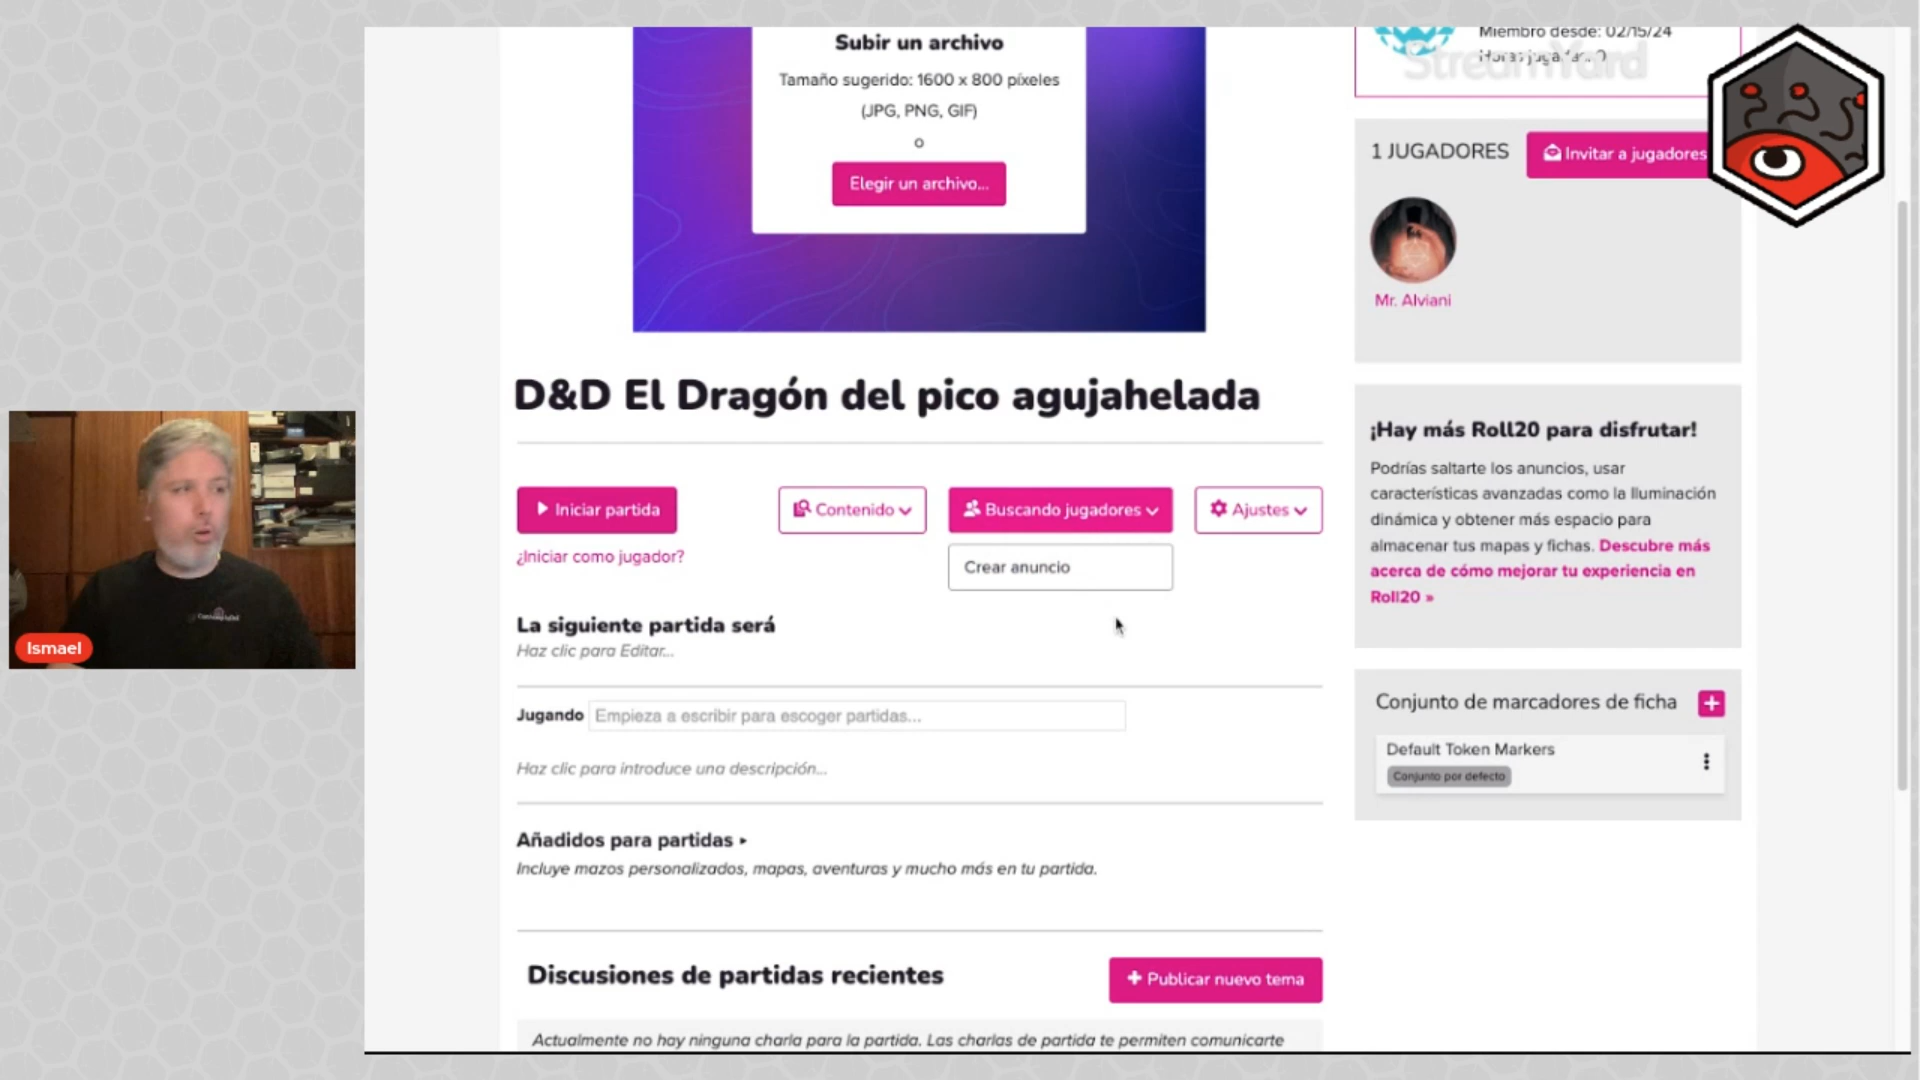 Subir un archivo
Tamaño sugerido: 1600 x 800 píxeles
(JPG, PNG, GIF)
o
Elegir un archivo...
D&D El Dragón del pico agujahelada
Iniciar partida
Contenido
Buscando jugadores
Ajustes
¿Iniciar como jugador?
Crear anuncio
La siguiente partida será
Haz clic para Editar...
Jugando
Empieza a escribir para escoger partidas...
Haz clic para introduce una descripción...
Añadidos para partidas
Incluye mazos personalizados, mapas, aventuras y mucho más en tu partida.
Discusiones de partidas recientes
Publicar nuevo tema
Actualmente no hay ninguna charla para la partida. Las charlas de partida te permiten comunicarte
Miembro desde: 02/15/24
StreamYard
1 JUGADORES
Invitar a jugadores
Mr. Alviani
¡Hay más Roll20 para disfrutar!
Podrías saltarte los anuncios, usar
características avanzadas como la Iluminación
dinámica y obtener más espacio para
almacenar tus mapas y fichas. Descubre más
acerca de cómo mejorar tu experiencia en
Roll20 »
Conjunto de marcadores de ficha
Default Token Markers
Conjunto por defecto
Ismael